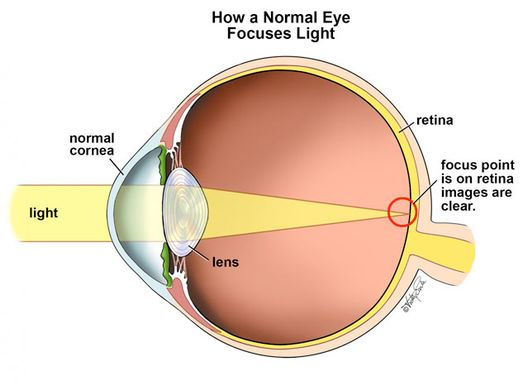 How a Normal Eye
Focuses Light
retina
normal
cornea
focus point
is on retina
images are
clear.
light
lens